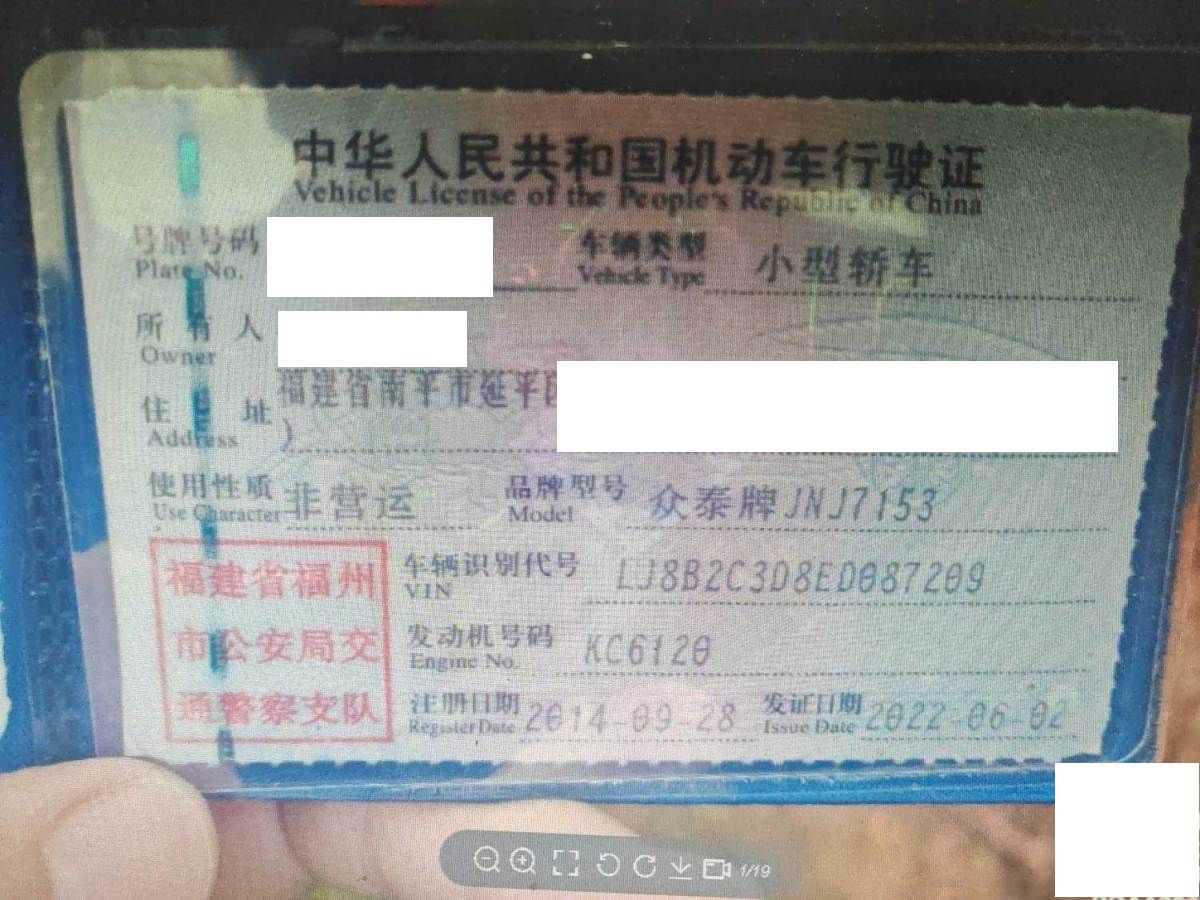 中华人民共和国机动车行驶证
Vehicle License of the People's Republic of China
号牌号码
Plate No.
车辆类型 小型轿车
Vehicle Type
所有人
Owner
住址 福建省南平市延平区
Address )
使用性质 非营运
Use Character
品牌型号 众泰牌JNJ7153
Model
福建省福州
市公安局交
通警察支队
车辆识别代号 LJ8B2C3D8ED087209
VIN
发动机号码 KC6120
Engine No.
注册日期 2014-09-28
Register Date
发证日期 2022-06-02
Issue Date
1/19